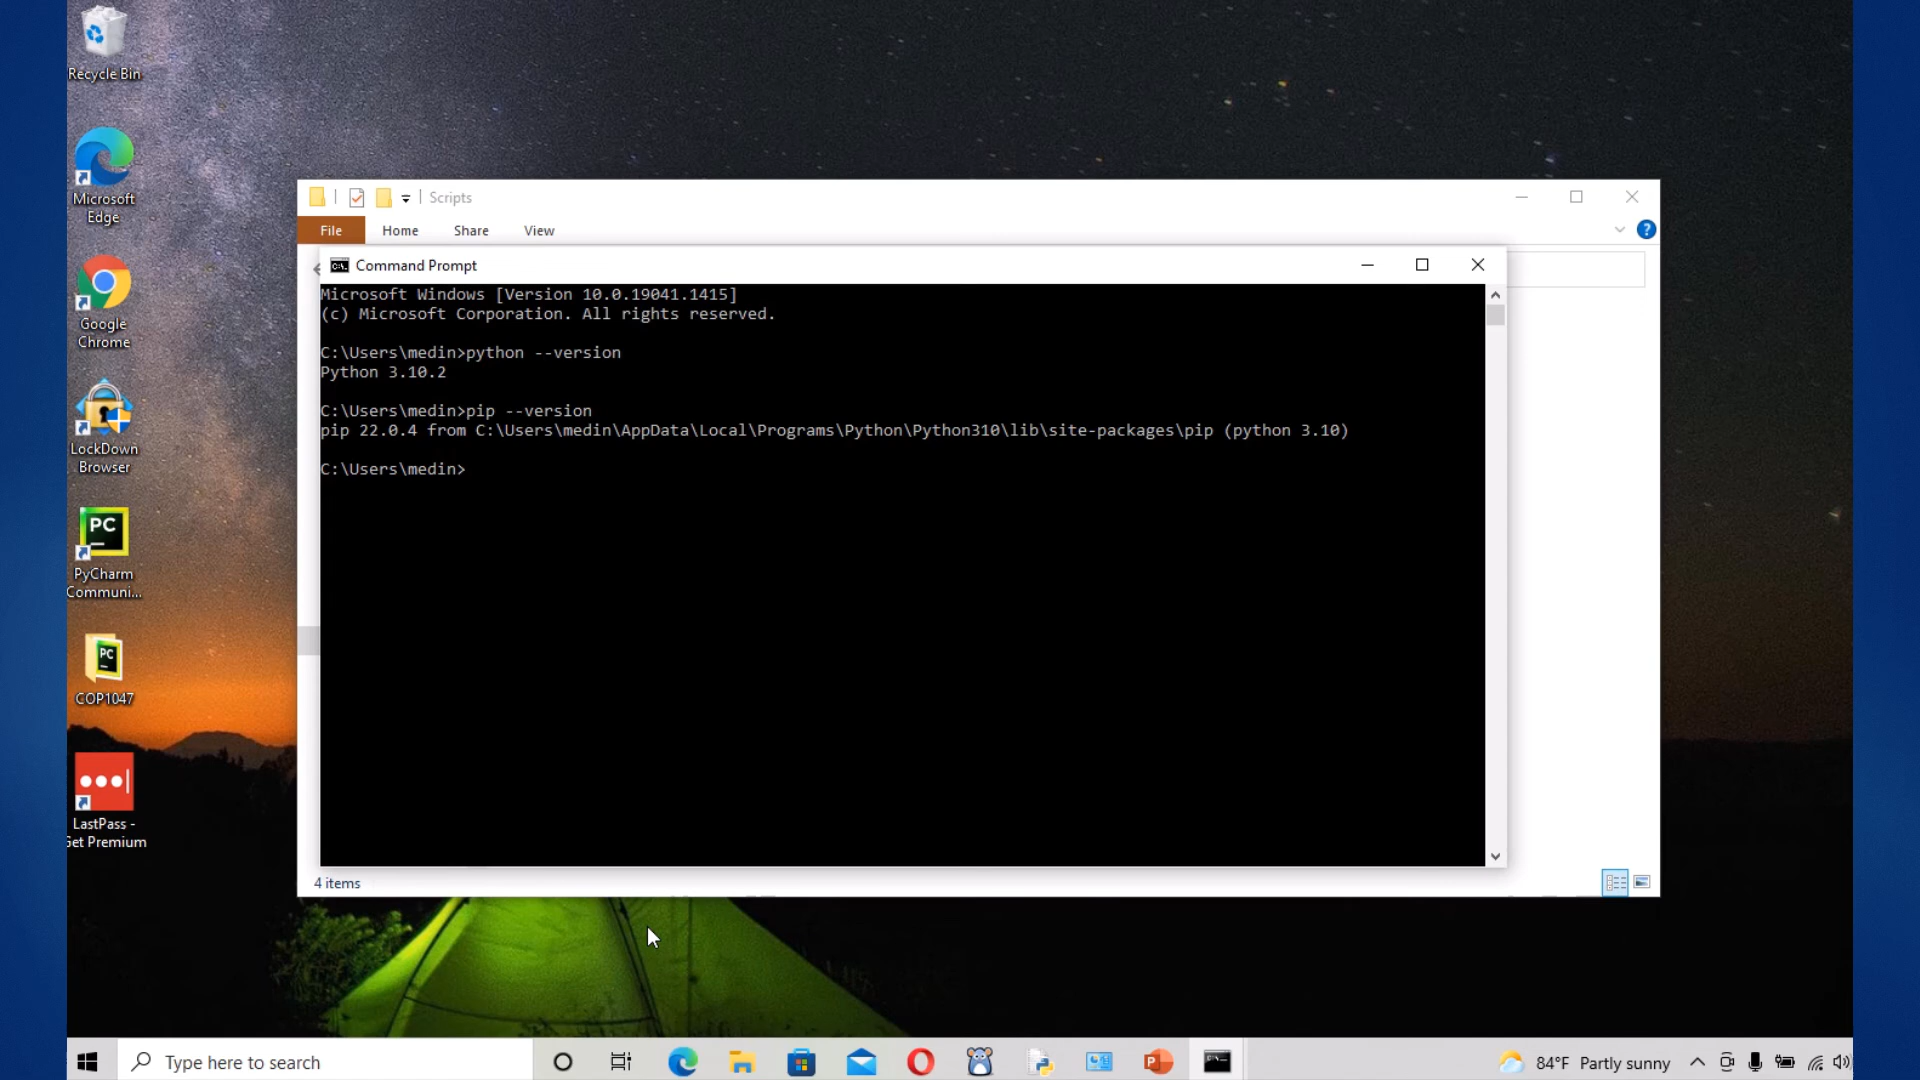 Recycle Bin
Microsoft
Edge
Google
Chrome
LockDown
Browser
PC
PyCharm
Communi...
PC
COP1047
LastPass -
Get Premium
Scripts
File Home Share View
?
C:\. Command Prompt
Microsoft Windows [Version 10.0.19041.1415]
(c) Microsoft Corporation. All rights reserved.
C:\Users\medin>python --version
Python 3.10.2
C:\Users\medin>pip --version
pip 22.0.4 from C:\Users\medin\AppData\Local\Programs\Python\Python310\lib\site-packages\pip (python 3.10)
C:\Users\medin>
4 items
Type here to search
84°F Partly sunny